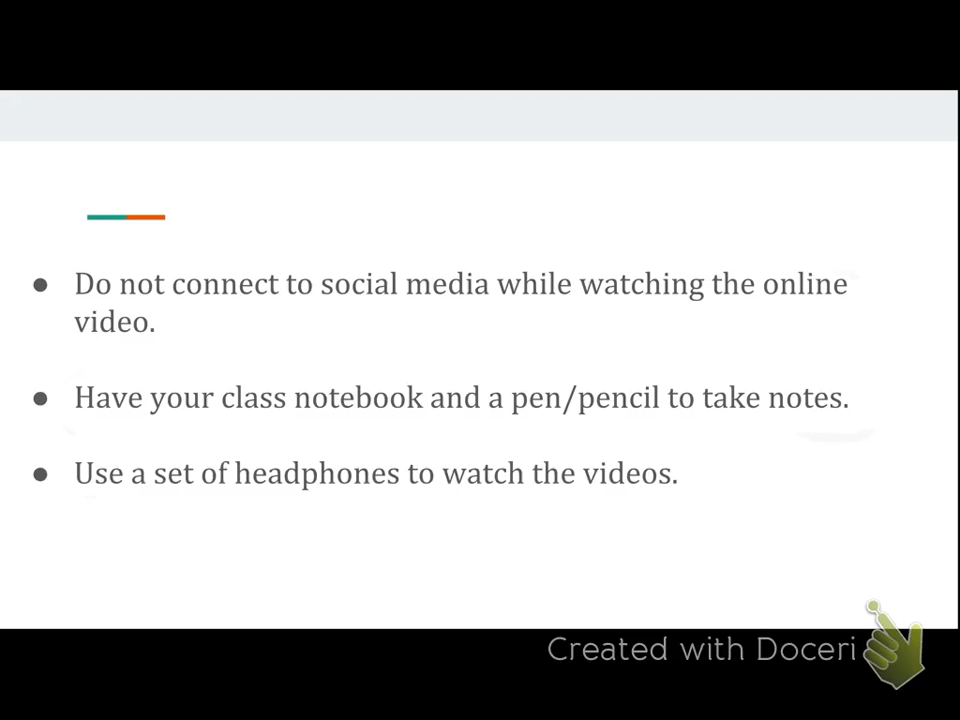 ● Do not connect to social media while watching the online
video.
● Have your class notebook and a pen/pencil to take notes.
● Use a set of headphones to watch the videos.
Created with Doceri